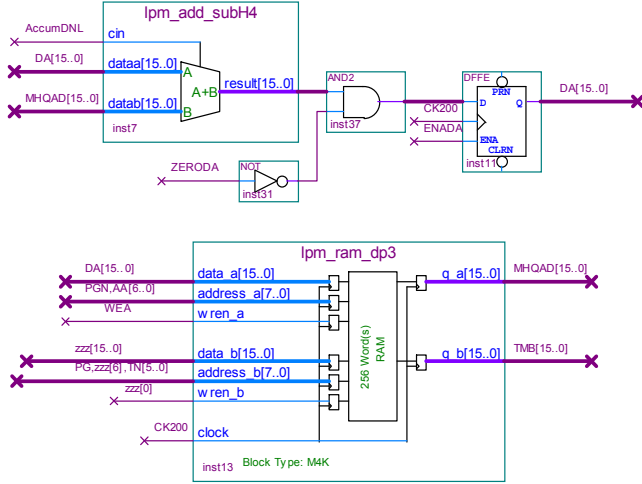 lpm_add_subH4
AccumDNL
cin
DA[15..0]
dataa[15..0]
A
result[15..0]
A+B
MHQAD[15..0]
datab[15..0]
B
inst7
AND2
inst37
DFFE
PRN
D
Q
DA[15..0]
CK200
ENADA
ENA
CLRN
inst11
ZERODA
NOT
inst31
lpm_ram_dp3
DA[15..0]
data_a[15..0]
q_a[15..0]
MHQAD[15..0]
PGN,AA[6..0]
address_a[7..0]
WEA
wren_a
256 Word(s)
RAM
zzz[15..0]
data_b[15..0]
q_b[15..0]
TMB[15..0]
PG,zzz[6],TN[5..0]
address_b[7..0]
zzz[0]
wren_b
CK200
clock
inst13
Block Type: M4K